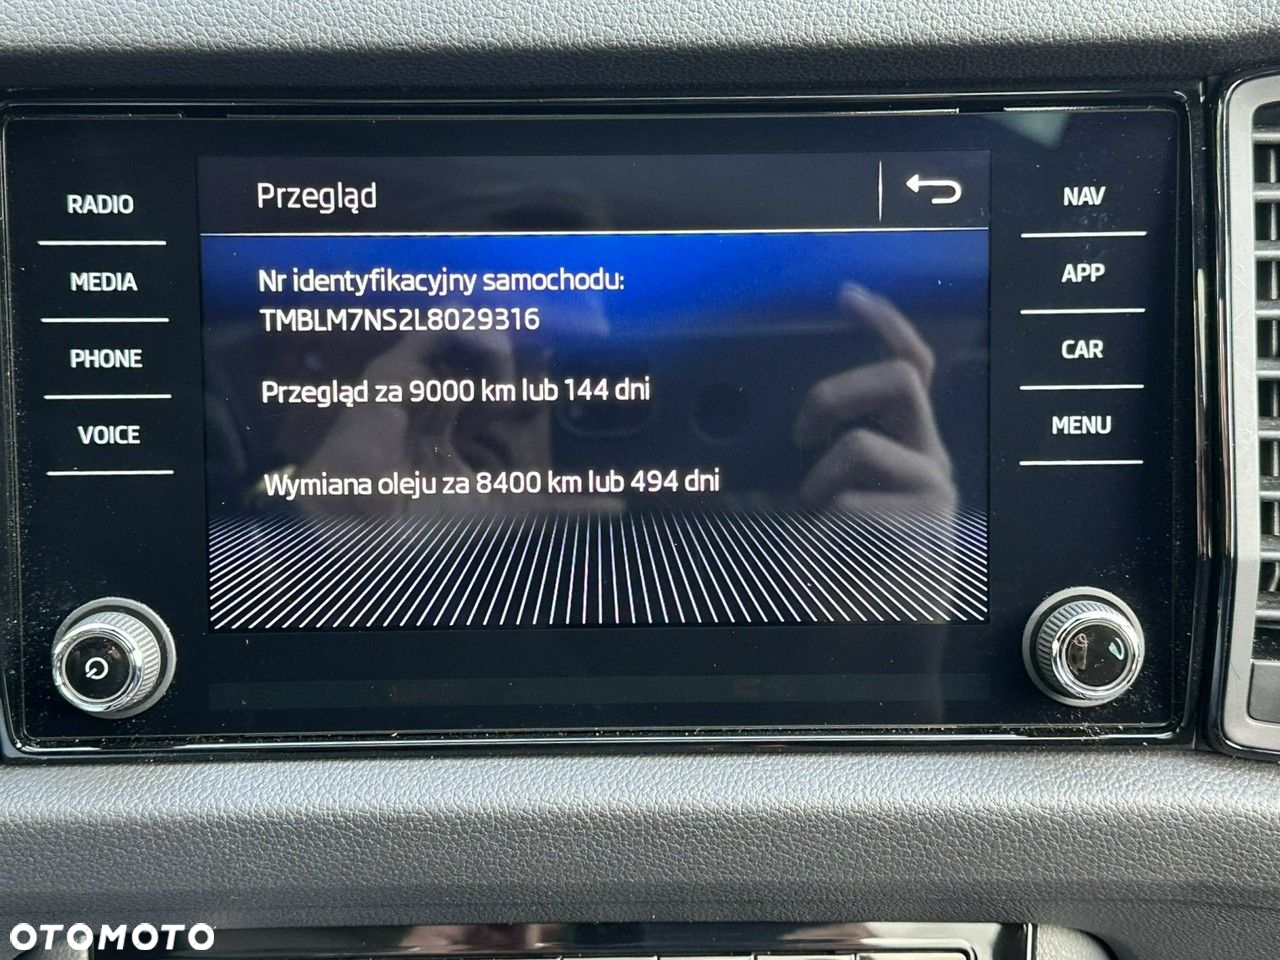 RADIO
MEDIA
PHONE
VOICE
Przegląd
Nr identyfikacyjny samochodu:
TMBLM7NS2L8029316
Przegląd za 9000 km lub 144 dni
Wymiana oleju za 8400 km lub 494 dni
NAV
APP
CAR
MENU
OTOMOTO